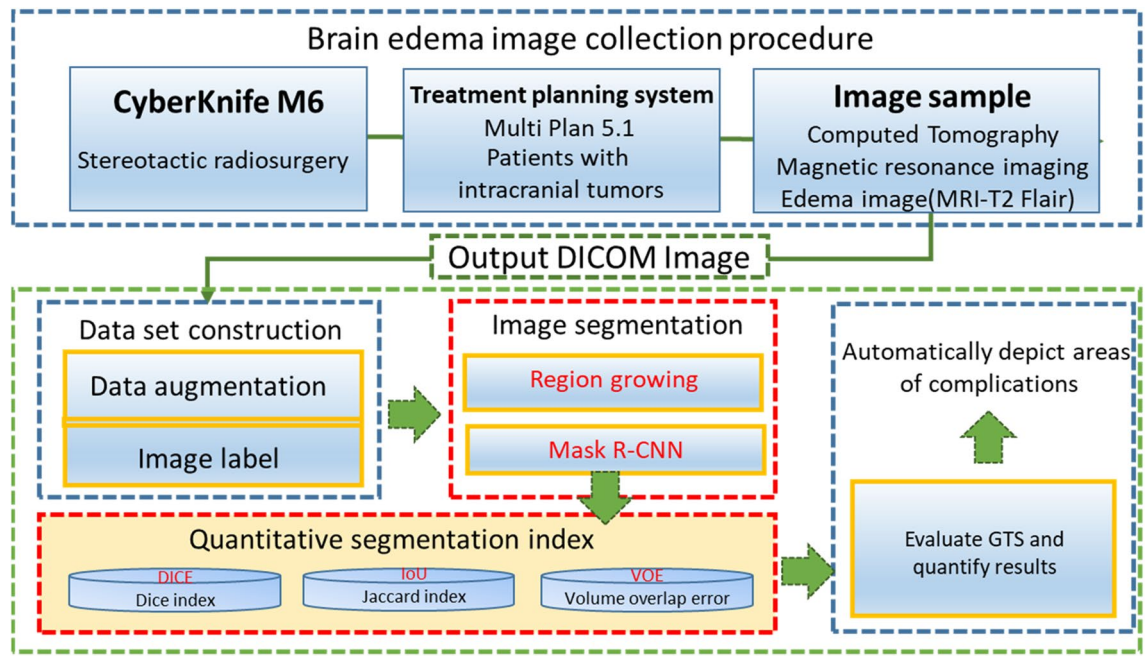 Brain edema image collection procedure
CyberKnife M6
Stereotactic radiosurgery
Treatment planning system
Multi Plan 5.1
Patients with
intracranial tumors
Image sample
Computed Tomography
Magnetic resonance imaging
Edema image(MRI-T2 Flair)
Output DICOM Image
Data set construction
Data augmentation
Image label
Image segmentation
Region growing
Mask R-CNN
Quantitative segmentation index
DICE
Dice index
IoU
Jaccard index
VOE
Volume overlap error
Automatically depict areas
of complications
Evaluate GTS and
quantify results